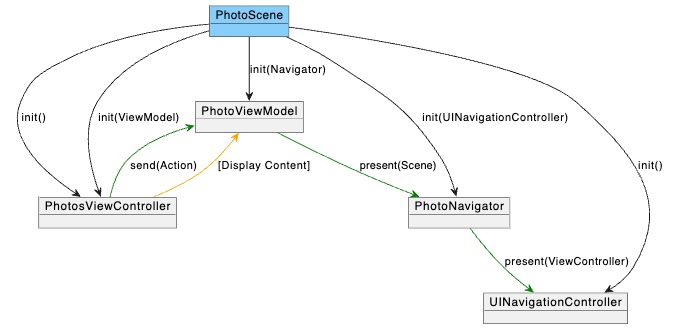 PhotoScene
init(Navigator)
PhotoViewModel
init()
init(ViewModel)
init(UINavigationController)
send(Action)
[Display Content]
present(Scene)
init()
PhotosViewController
PhotoNavigator
present(ViewController)
UINavigationController